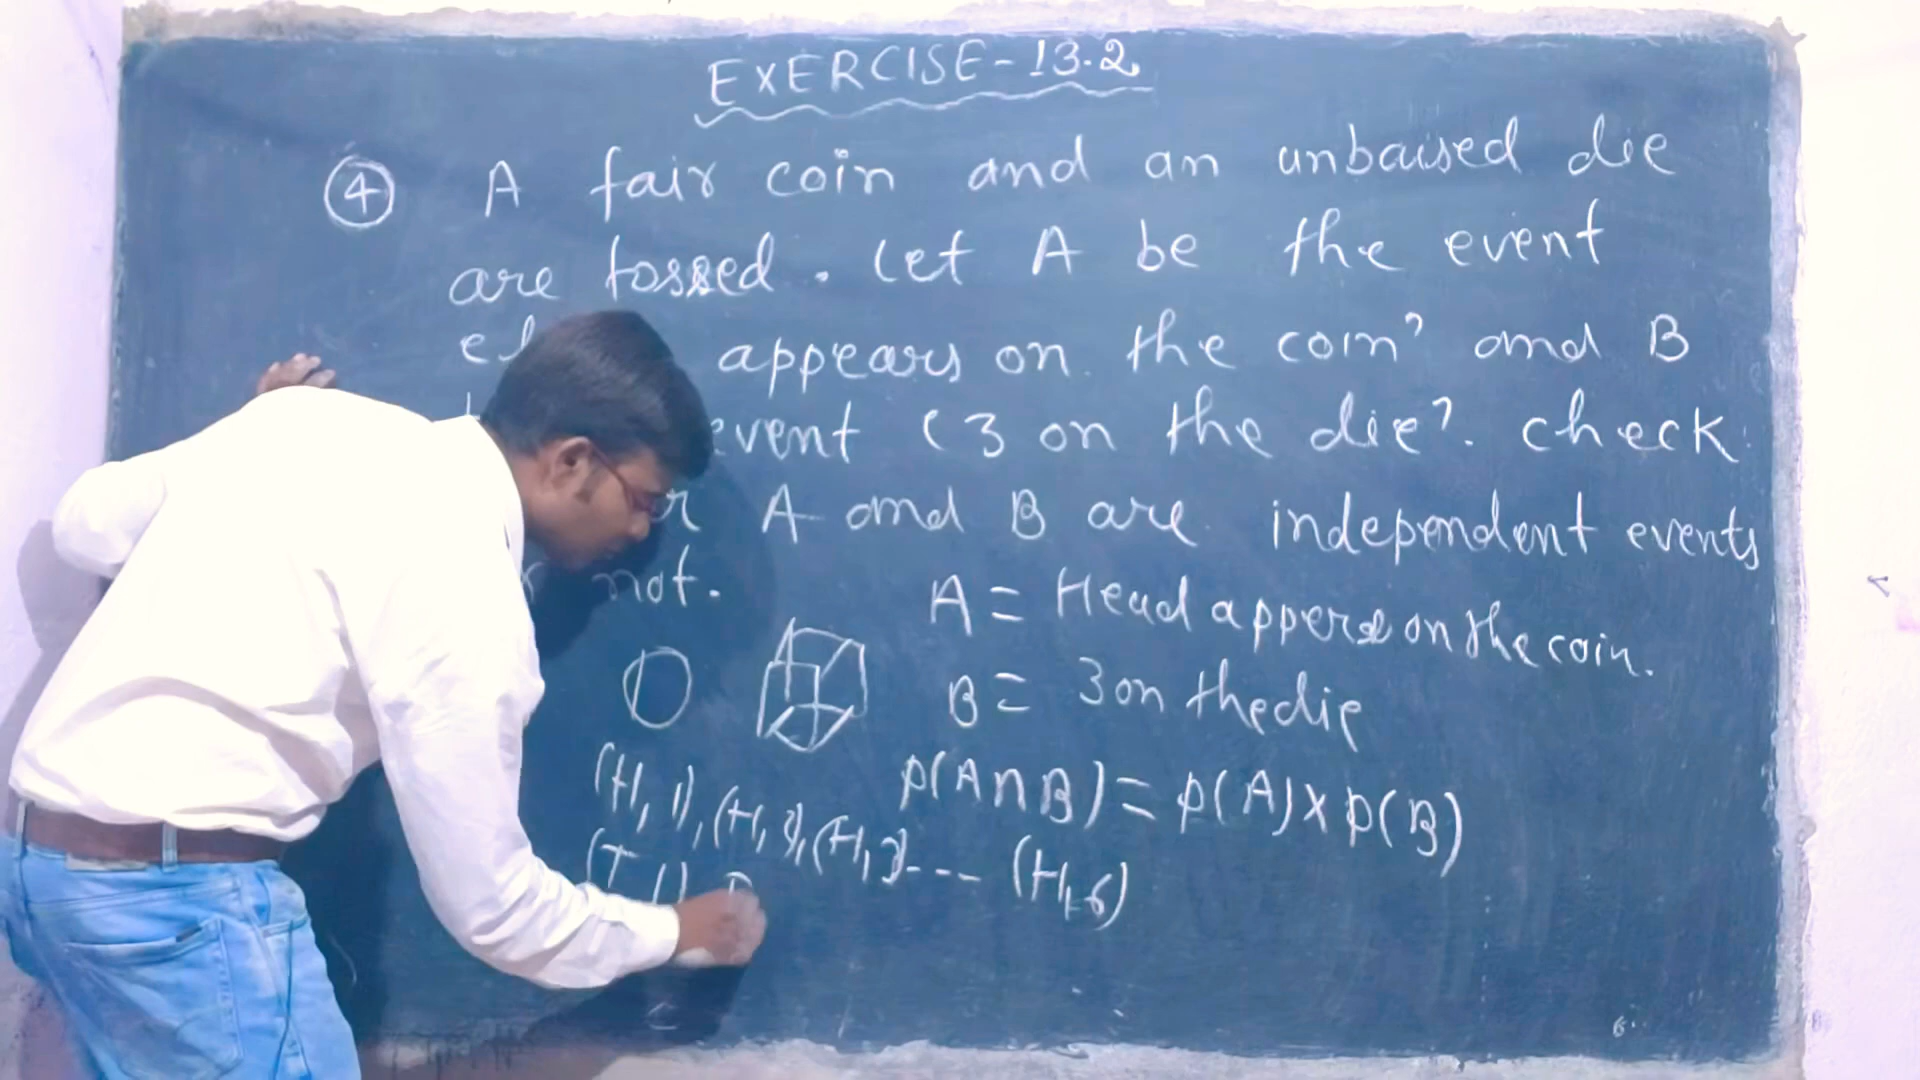 EXERCISE-13.2
④ A fair coin and an unbaised die
are tossed. Let A be the event
appears on the coin’ and B
event ‘3 on the die’. check
A and B are independent events
not.
A = Head appers on the coin.
B = 3 on the die
P(A∩B) = P(A) x P(B)
(H, 1), (H, 2), (H, 3) --- (H, 6)
(T, 1),